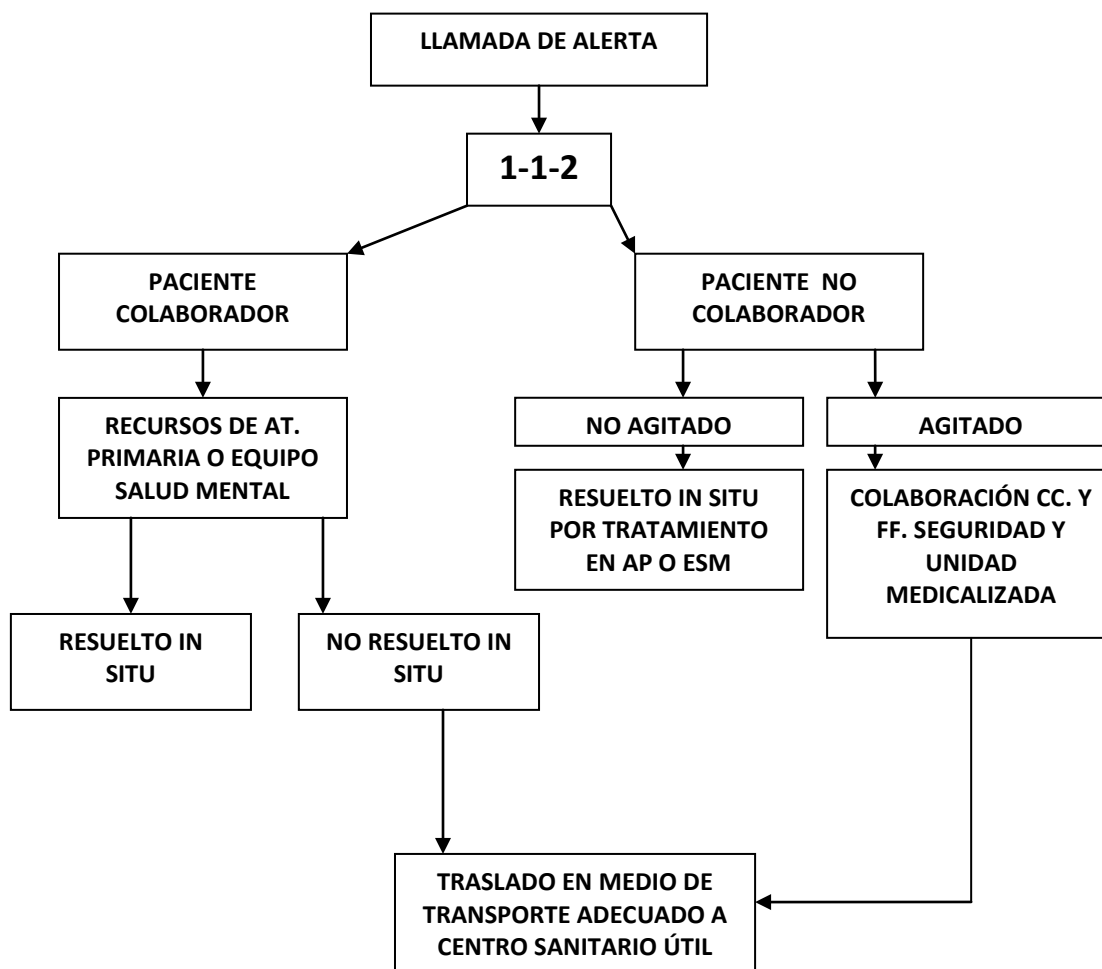 LLAMADA DE ALERTA
1-1-2
PACIENTE
COLABORADOR
PACIENTE NO
COLABORADOR
RECURSOS DE AT.
PRIMARIA O EQUIPO
SALUD MENTAL
NO AGITADO
AGITADO
RESUELTO IN SITU
POR TRATAMIENTO
EN AP O ESM
COLABORACIÓN CC. Y
FF. SEGURIDAD Y
UNIDAD
MEDICALIZADA
RESUELTO IN
SITU
NO RESUELTO IN
SITU
TRASLADO EN MEDIO DE
TRANSPORTE ADECUADO A
CENTRO SANITARIO ÚTIL